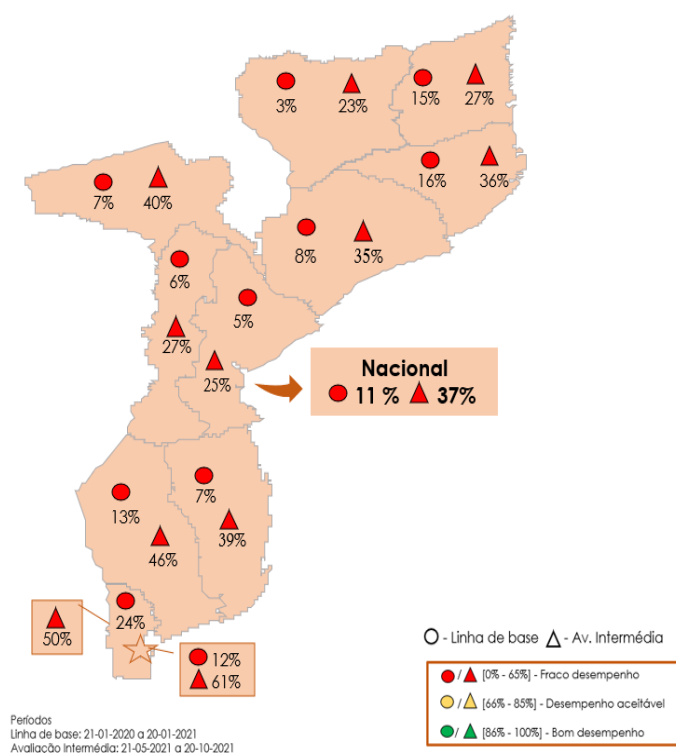 3% 23% 15% 27%
16% 36%
7% 40%
8% 35%
6%
5%
27%
25%
Nacional
11 % 37%
7%
13%
39%
46%
24%
50%
12%
61%
- Linha de base - Av. Intermédia
/ [0% - 65%] - Fraco desempenho
/ [66% - 85%] - Desempenho aceitável
/ [86% - 100%] - Bom desempenho
Períodos
Linha de base: 21-01-2020 a 20-01-2021
Avaliação Intermédia: 21-05-2021 a 20-10-2021